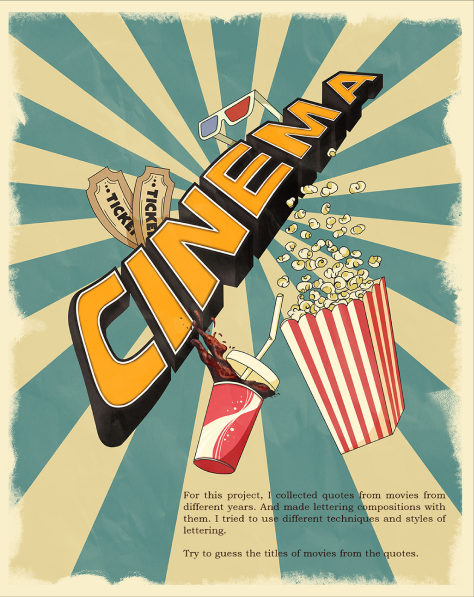 CINEMA
TICKET
TICKET
For this project, I collected quotes from movies from
different years. And made lettering compositions with
them. I tried to use different techniques and styles of
lettering.
Try to guess the titles of movies from the quotes.